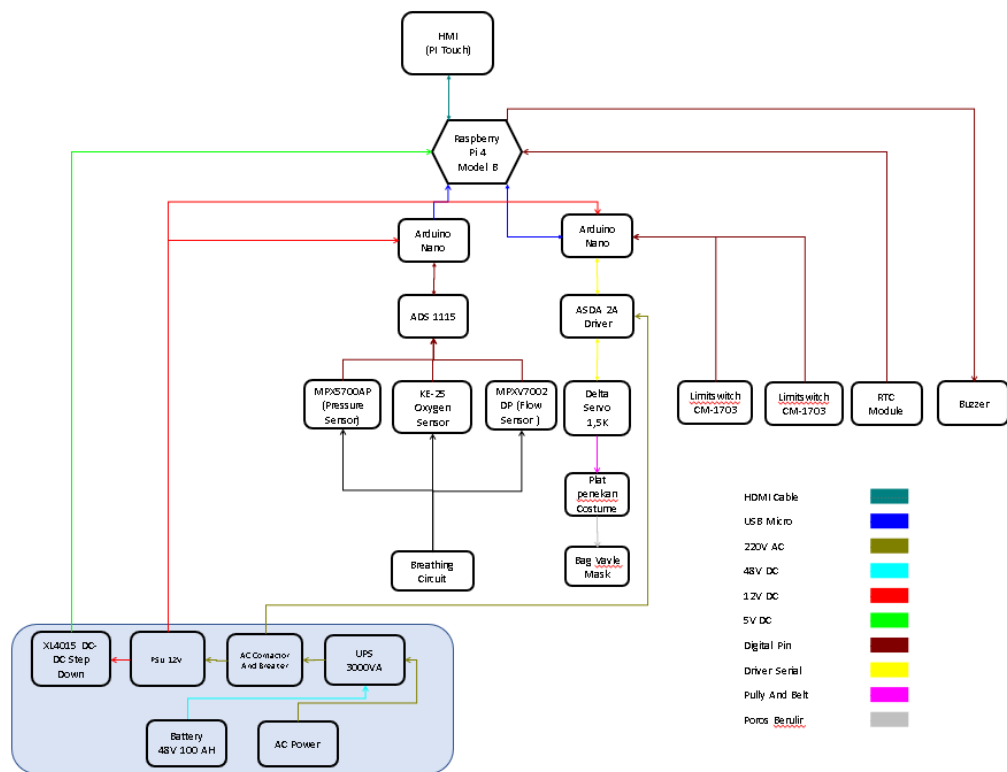 HMI
(PI Touch)
Raspberry
Pi 4
Model B
Arduino
Nano
Arduino
Nano
ADS 1115
ASDA 2A
Driver
MPX5700AP
(Pressure
Sensor)
KE-25
Oxygen
Sensor
MPXV7002
DP (Flow
Sensor )
Delta
Servo
1,5K
Limitswitch
CM-1703
Limitswitch
CM-1703
RTC
Module
Buzzer
Plat
penekan
Costume
Breathing
Circuit
Bag Vavle
Mask
HDMI Cable
USB Micro
220V AC
48V DC
12V DC
5V DC
Digital Pin
Driver Serial
Pully And Belt
Poros Berulir
XL4015 DC-
DC Step
Down
PSu 12v
AC Contactor
And Breaker
UPS
3000VA
Battery
48V 100 AH
AC Power